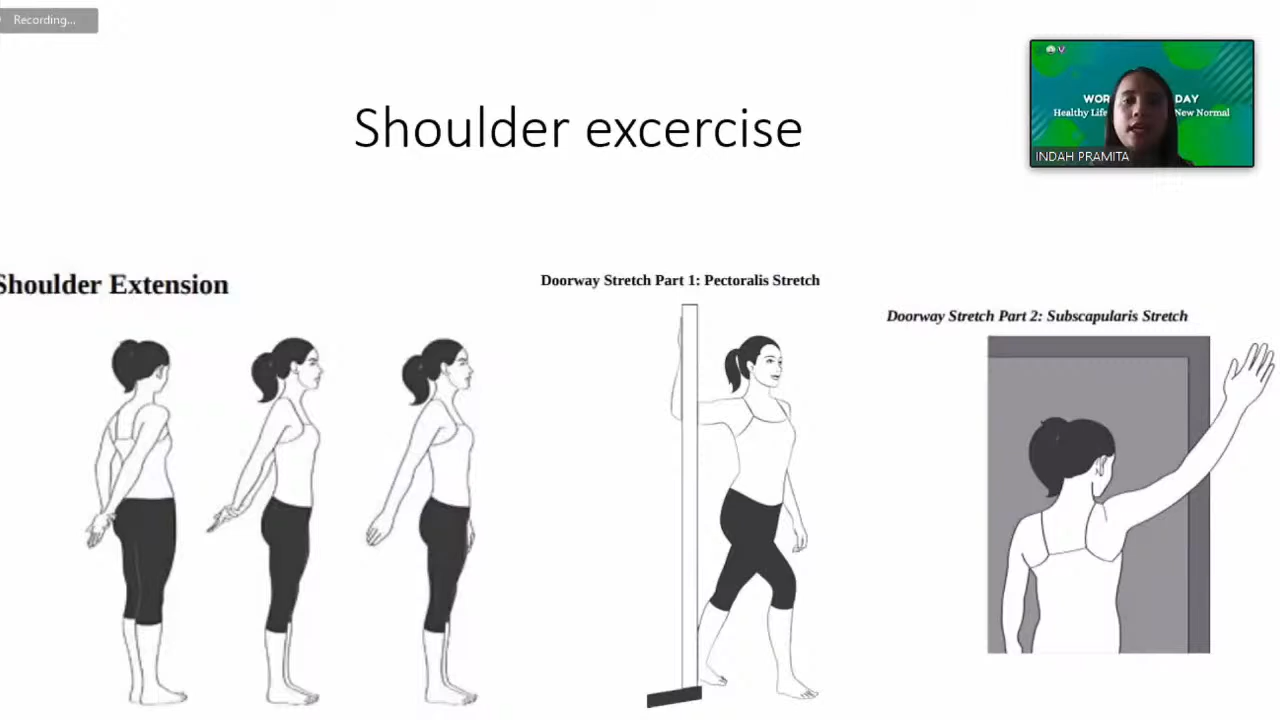 Recording...
Shoulder excercise
WOR DAY
Healthy Life New Normal
INDAH PRAMITA
Shoulder Extension
Doorway Stretch Part 1: Pectoralis Stretch
Doorway Stretch Part 2: Subscapularis Stretch